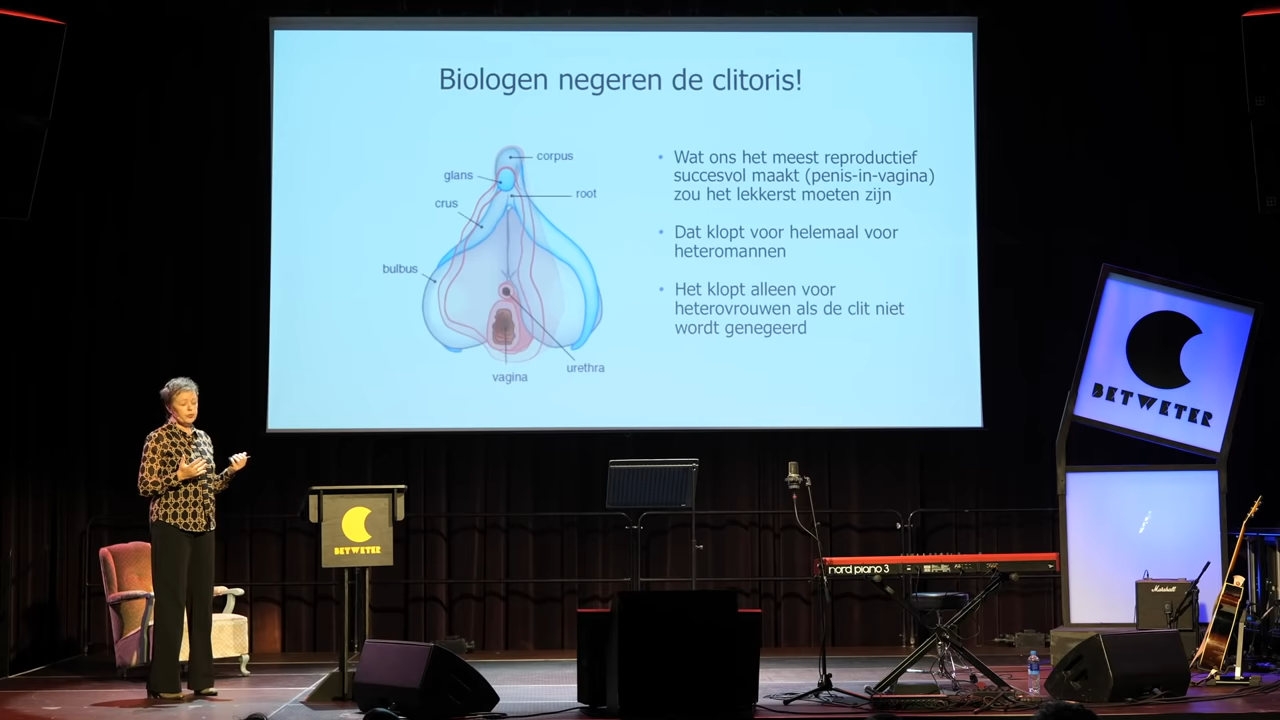 Biologen negeren de clitoris!
corpus
glans
root
crus
bulbus
urethra
vagina
• Wat ons het meest reproductief
succesvol maakt (penis-in-vagina)
zou het lekkerst moeten zijn
• Dat klopt voor helemaal voor
heteromannen
• Het klopt alleen voor
heterovrouwen als de clit niet
wordt genegeerd
BETWETER
BETWETER
nord piano 3
Marshall